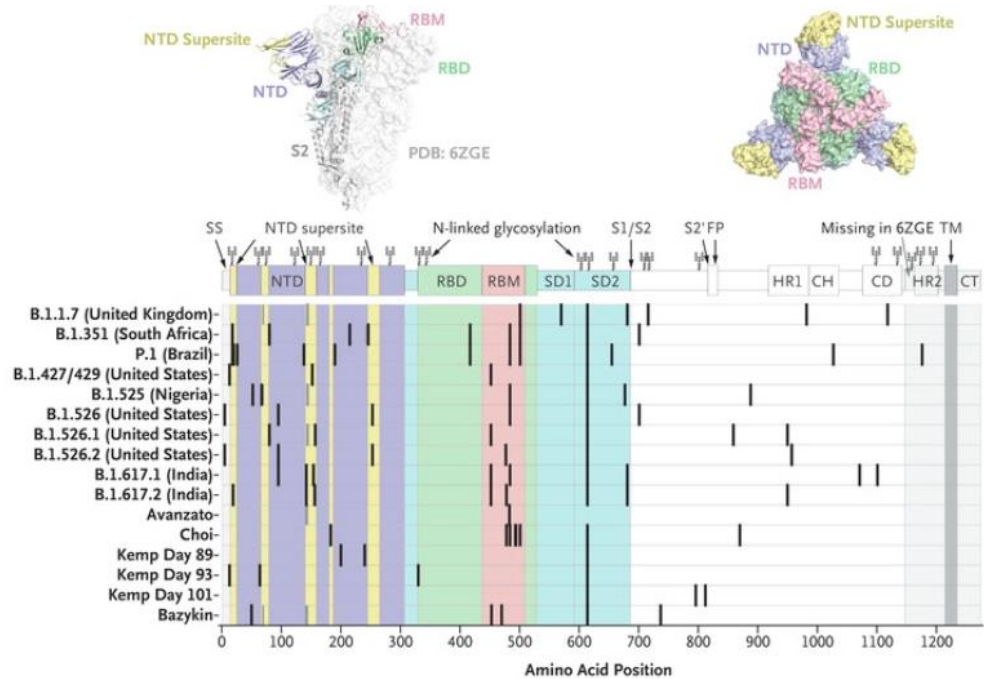 RBM
NTD Supersite
RBD
NTD
S2
PDB: 6ZGE
NTD Supersite
NTD
RBD
RBM
SS
NTD supersite
N-linked glycosylation
S1/S2
S2' FP
Missing in 6ZGE TM
NTD
RBD
RBM
SD1
SD2
HR1
CH
CD
HR2
CT
B.1.1.7 (United Kingdom)
B.1.351 (South Africa)
P.1 (Brazil)
B.1.427/429 (United States)
B.1.525 (Nigeria)
B.1.526 (United States)
B.1.526.1 (United States)
B.1.526.2 (United States)
B.1.617.1 (India)
B.1.617.2 (India)
Avanzato
Choi
Kemp Day 89
Kemp Day 93
Kemp Day 101
Bazykin
0 100 200 300 400 500 600 700 800 900 1000 1100 1200
Amino Acid Position